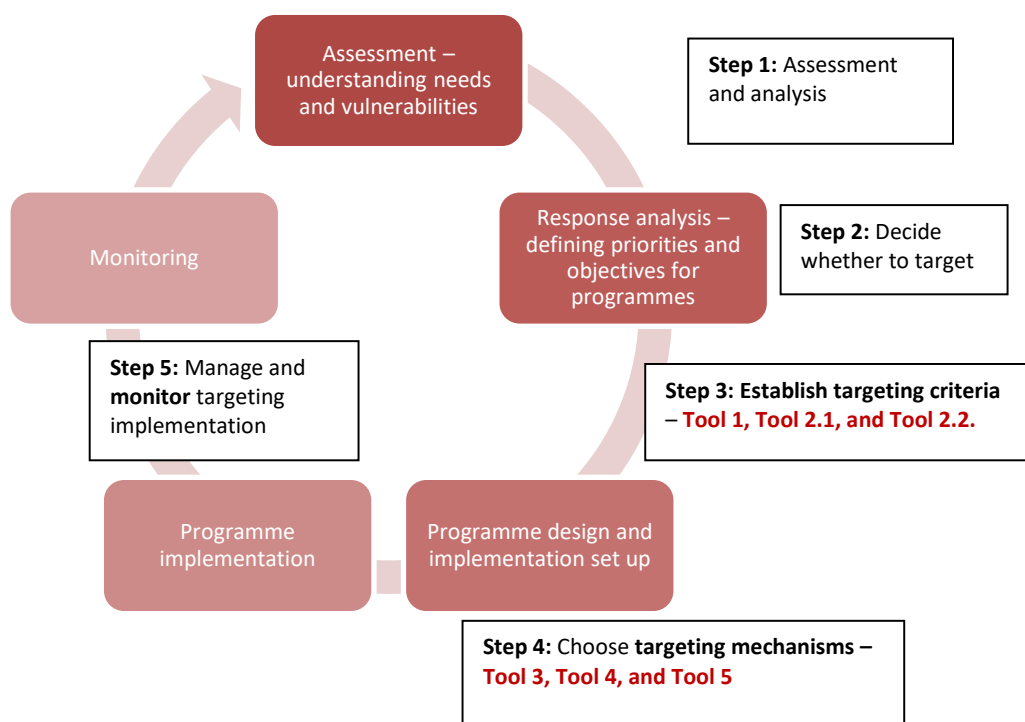 Assessment –
understanding needs
and vulnerabilities
Step 1: Assessment
and analysis
Response analysis –
defining priorities and
objectives for
programmes
Step 2: Decide
whether to target
Step 3: Establish targeting criteria
– Tool 1, Tool 2.1, and Tool 2.2.
Programme design and
implementation set up
Step 4: Choose targeting mechanisms –
Tool 3, Tool 4, and Tool 5
Programme
implementation
Step 5: Manage and
monitor targeting
implementation
Monitoring